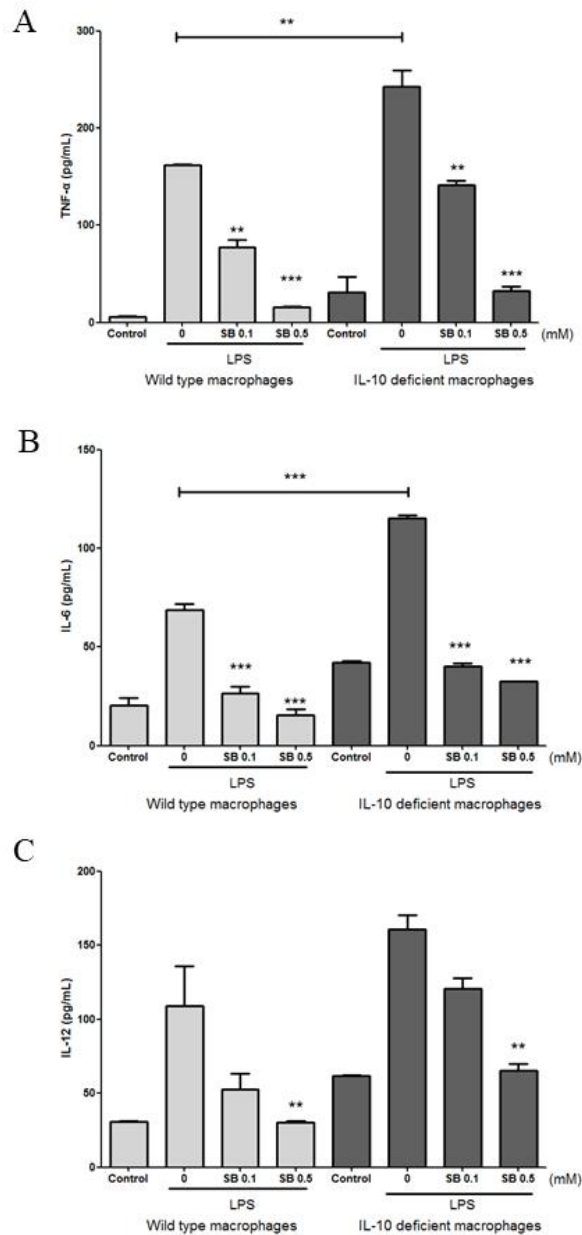 A
**
300
200
100
0
TNF-α (pg/mL)
**
***
**
***
Control 0 SB 0.1 SB 0.5 Control 0 SB 0.1 SB 0.5 (mM)
LPS LPS
Wild type macrophages IL-10 deficient macrophages
B
***
150
100
50
0
IL-6 (pg/mL)
***
***
***
***
Control 0 SB 0.1 SB 0.5 Control 0 SB 0.1 SB 0.5 (mM)
LPS LPS
Wild type macrophages IL-10 deficient macrophages
C
200
150
100
50
0
IL-12 (pg/mL)
**
**
Control 0 SB 0.1 SB 0.5 Control 0 SB 0.1 SB 0.5 (mM)
LPS LPS
Wild type macrophages IL-10 deficient macrophages